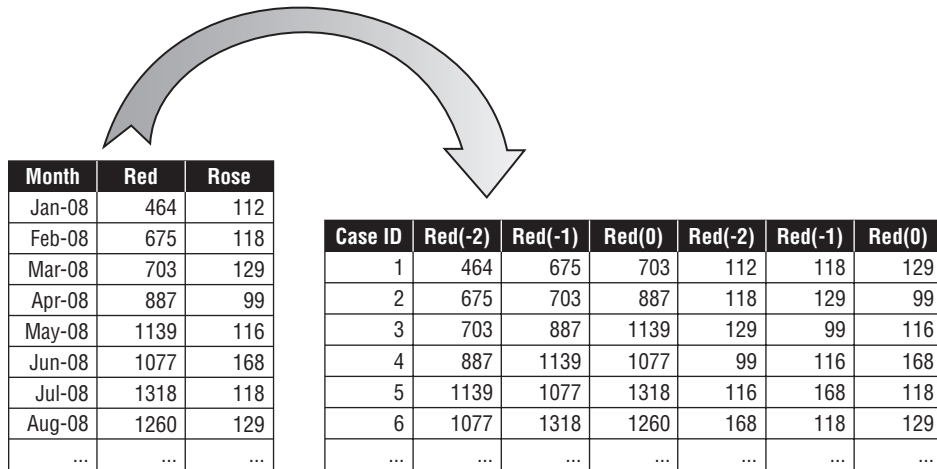 Month Red Rose
Jan-08 464 112
Feb-08 675 118
Mar-08 703 129
Apr-08 887 99
May-08 1139 116
Jun-08 1077 168
Jul-08 1318 118
Aug-08 1260 129
... ... ...
Case ID Red(-2) Red(-1) Red(0) Red(-2) Red(-1) Red(0)
1 464 675 703 112 118 129
2 675 703 887 118 129 99
3 703 887 1139 129 99 116
4 887 1139 1077 99 116 168
5 1139 1077 1318 116 168 118
6 1077 1318 1260 168 118 129
... ... ... ... ... ... ...